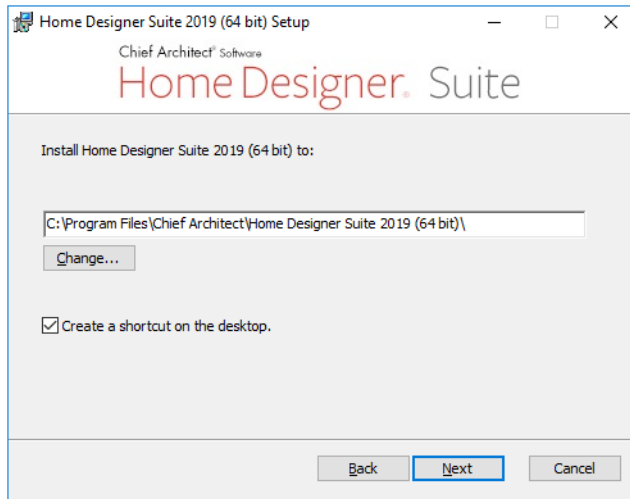 Home Designer Suite 2019 (64 bit) Setup
Chief Architect® Software
Home Designer® Suite
Install Home Designer Suite 2019 (64 bit) to:
C:\Program Files\Chief Architect\Home Designer Suite 2019 (64 bit)\
Change...
Create a shortcut on the desktop.
Back Next Cancel